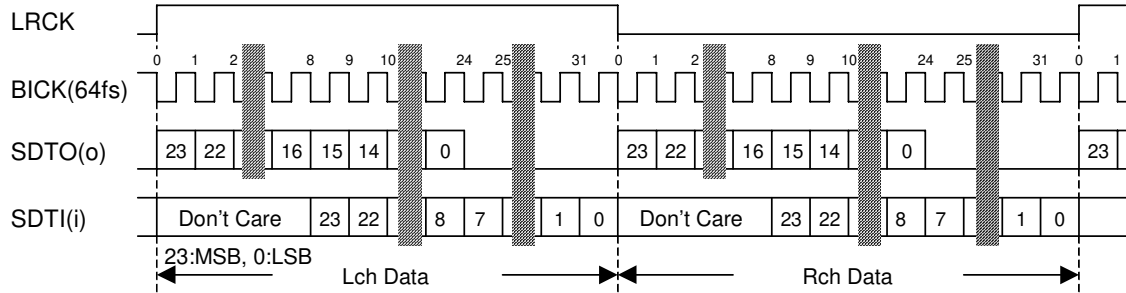 LRCK
0 1 2 8 9 10 24 25 31 0 1 2 8 9 10 24 25 31 0 1
BICK(64fs)
SDTO(o) 23 22 16 15 14 0 23 22 16 15 14 0 23
SDTI(i) Don't Care 23 22 8 7 1 0 Don't Care 23 22 8 7 1 0
23:MSB, 0:LSB
Lch Data Rch Data